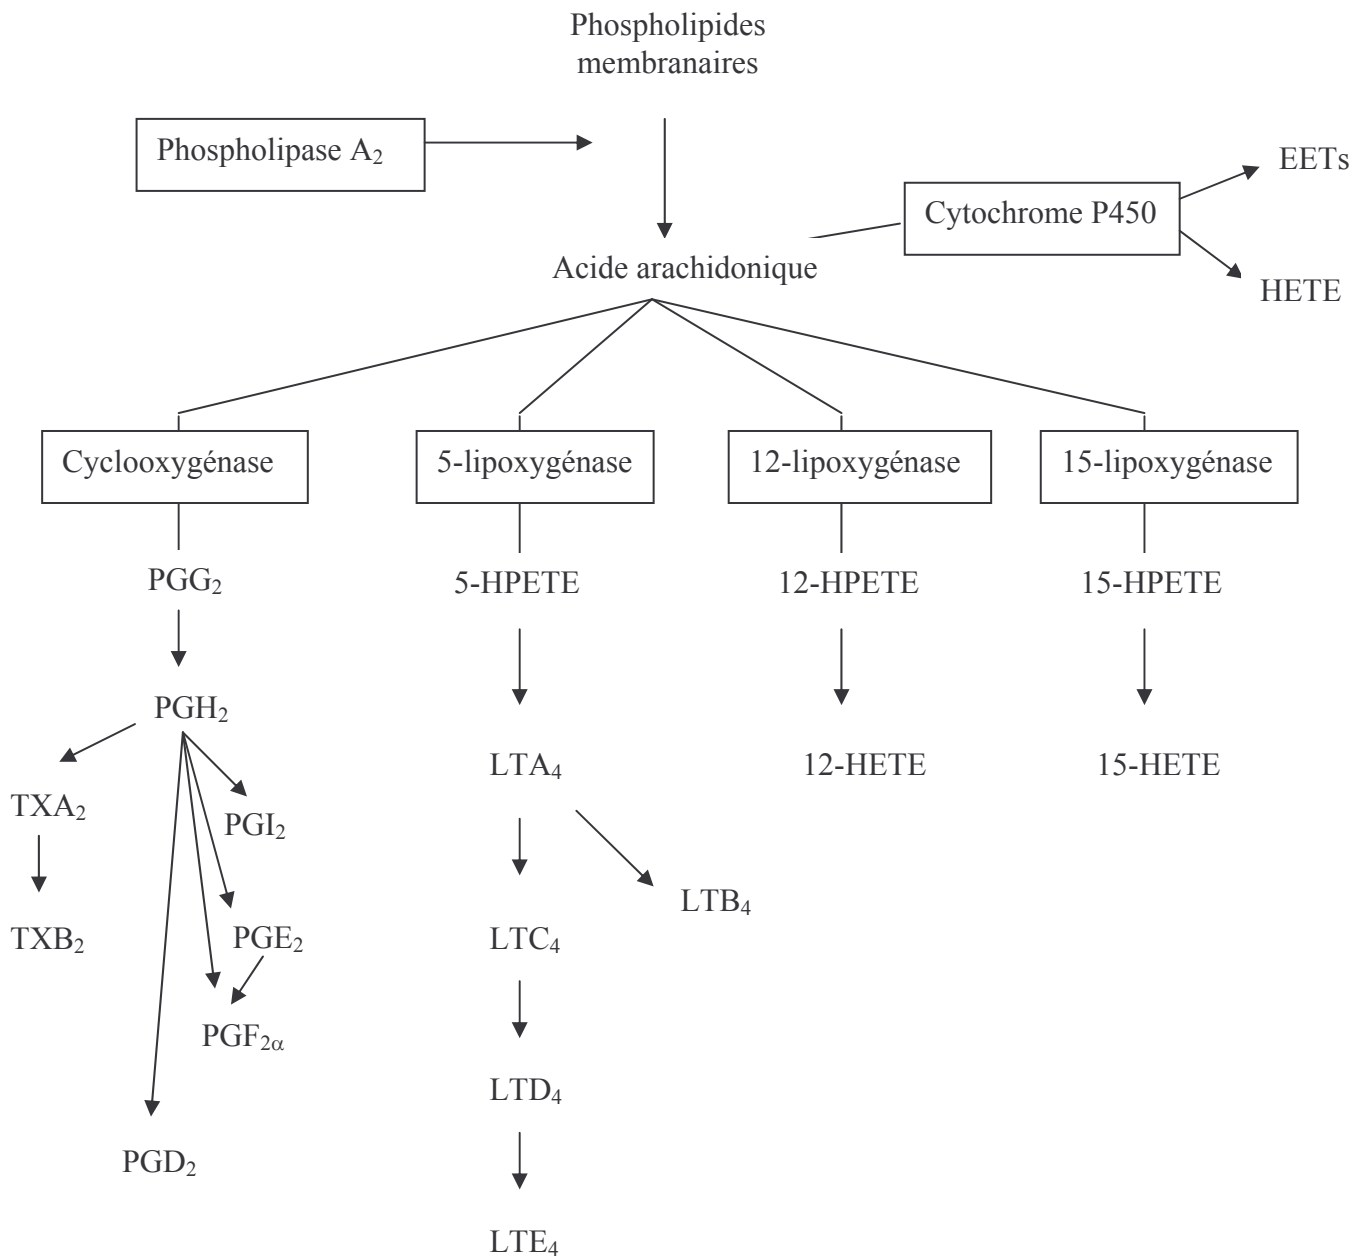 Phospholipides
membranaires
Phospholipase A₂
EETs
Cytochrome P450
Acide arachidonique
HETE
Cyclooxygénase
5-lipoxygénase
12-lipoxygénase
15-lipoxygénase
PGG₂
5-HPETE
12-HPETE
15-HPETE
PGH₂
LTA₄
12-HETE
15-HETE
TXA₂
PGI₂
LTB₄
TXB₂
PGE₂
LTC₄
PGF₂α
LTD₄
PGD₂
LTE₄